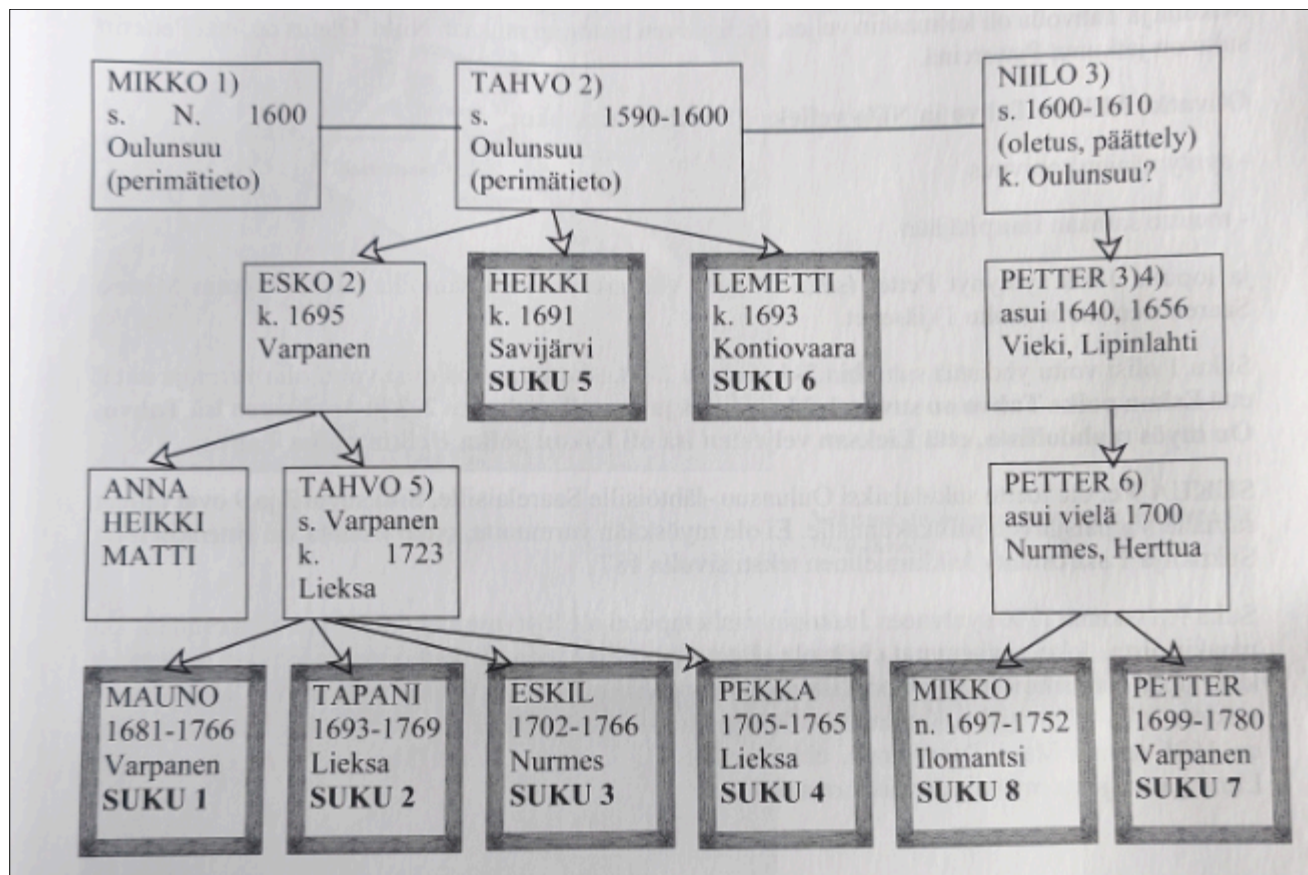 MIKKO 1)
s. N. 1600
Oulunsuu
(perimätieto)
TAHVO 2)
s. 1590-1600
Oulunsuu
(perimätieto)
NIILO 3)
s. 1600-1610
(oletus, päättely)
k. Oulunsuu?
ESKO 2)
k. 1695
Varpanen
HEIKKI
k. 1691
Savijärvi
SUKU 5
LEMETTI
k. 1693
Kontiovaara
SUKU 6
PETTER 3)4)
asui 1640, 1656
Vieki, Lipinlahti
ANNA
HEIKKI
MATTI
TAHVO 5)
s. Varpanen
k. 1723
Lieksa
PETTER 6)
asui vielä 1700
Nurmes, Herttua
MAUNO
1681-1766
Varpanen
SUKU 1
TAPANI
1693-1769
Lieksa
SUKU 2
ESKIL
1702-1766
Nurmes
SUKU 3
PEKKA
1705-1765
Lieksa
SUKU 4
MIKKO
n. 1697-1752
Ilomantsi
SUKU 8
PETTER
1699-1780
Varpanen
SUKU 7